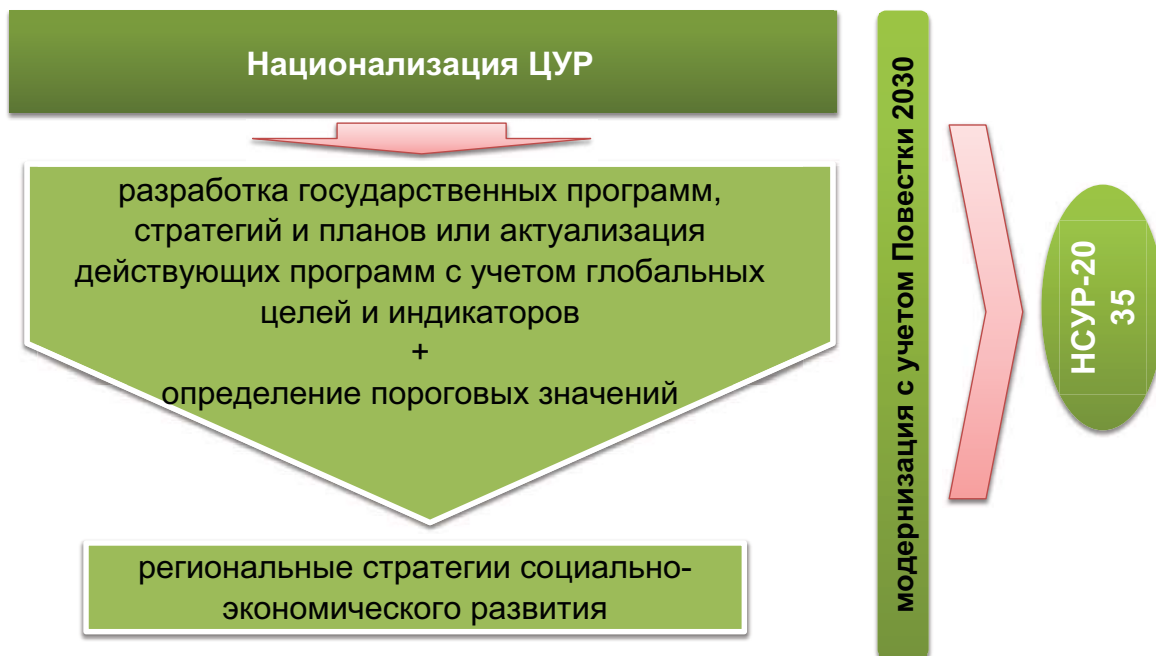 Национализация ЦУР
разработка государственных программ,
стратегий и планов или актуализация
действующих программ с учетом глобальных
целей и индикаторов
+
определение пороговых значений
региональные стратегии социально-
экономического развития
модернизация с учетом Повестки 2030
НСУР-20
35